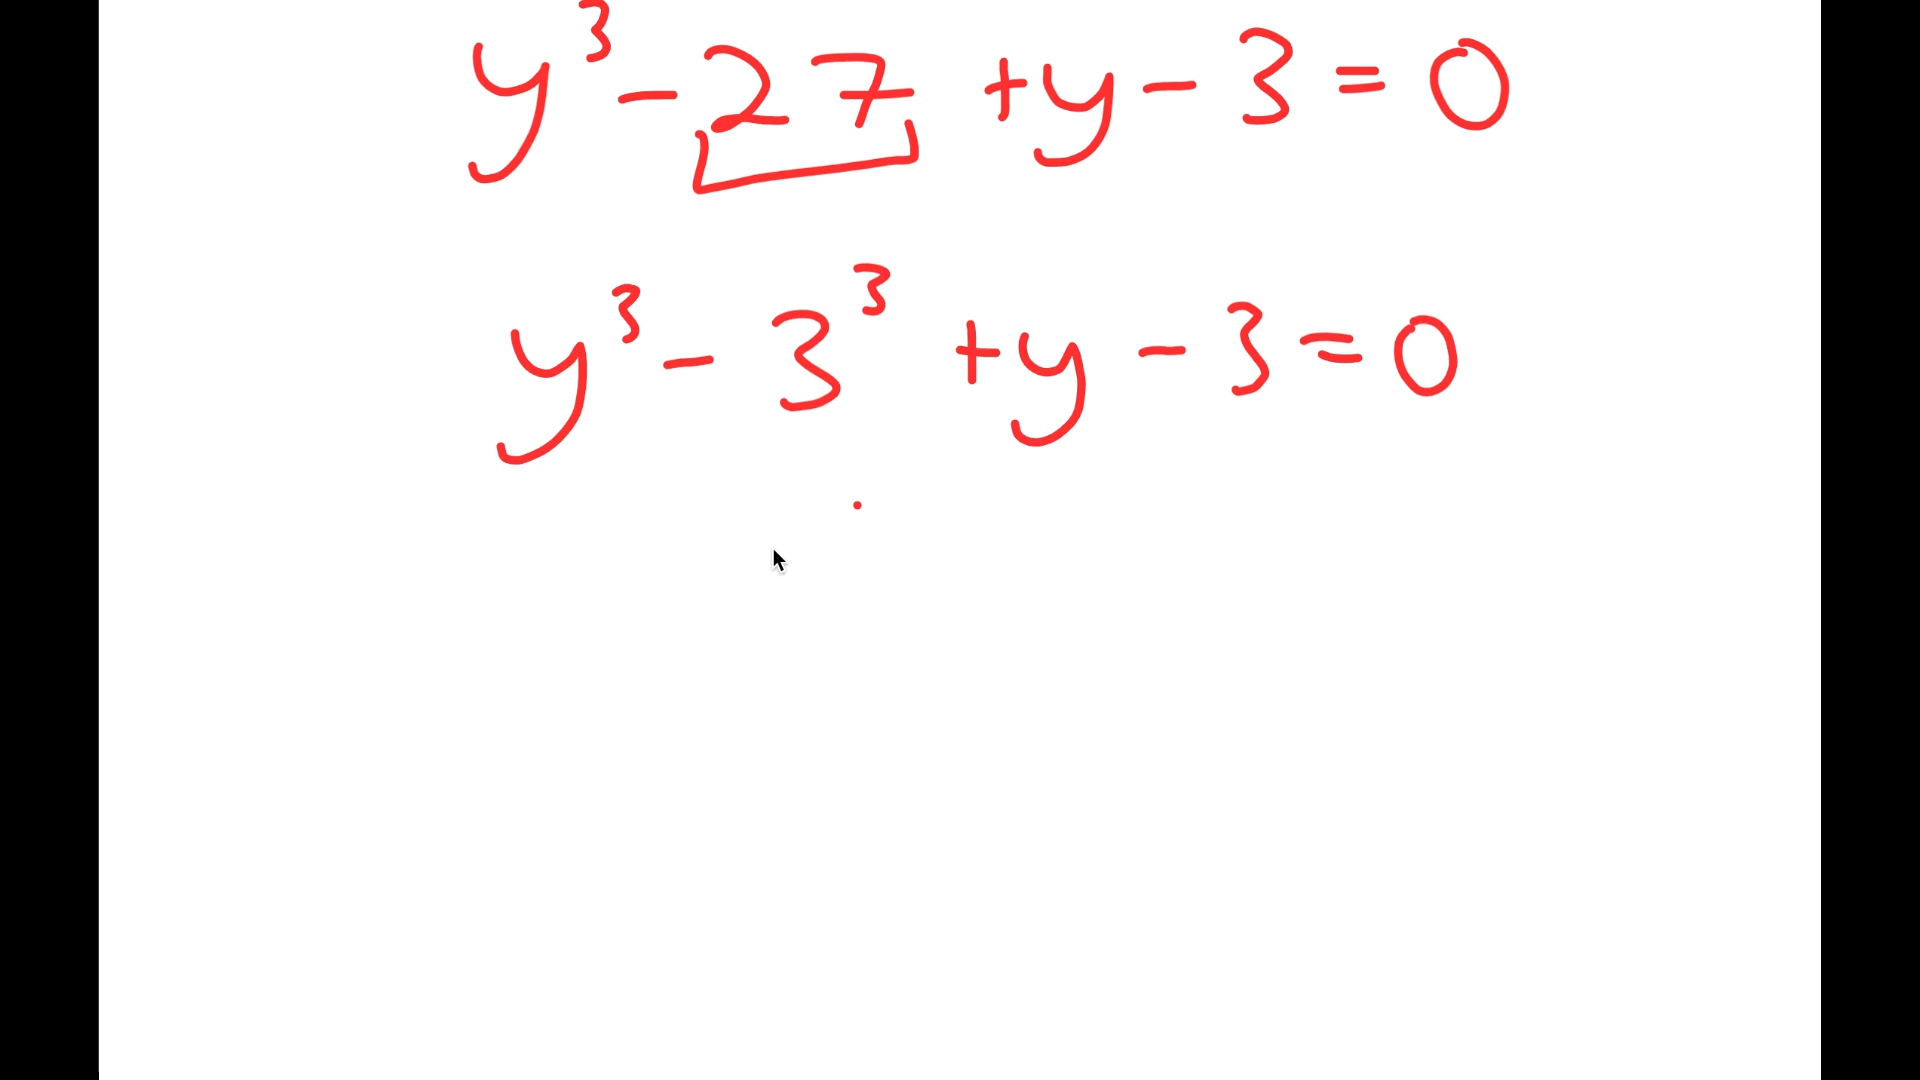 y³ - 27 + y - 3 = 0
y³ - 3³ + y - 3 = 0